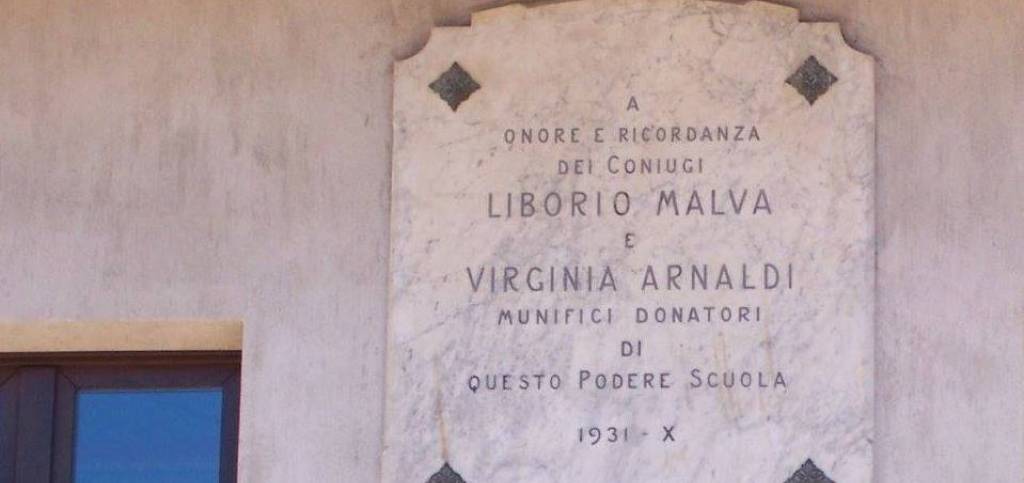 A
ONORE E RICORDANZA
DEI CONIUGI
LIBORIO MALVA
E
VIRGINIA ARNALDI
MUNIFICI DONATORI
DI
QUESTO PODERE SCUOLA
1931 - X